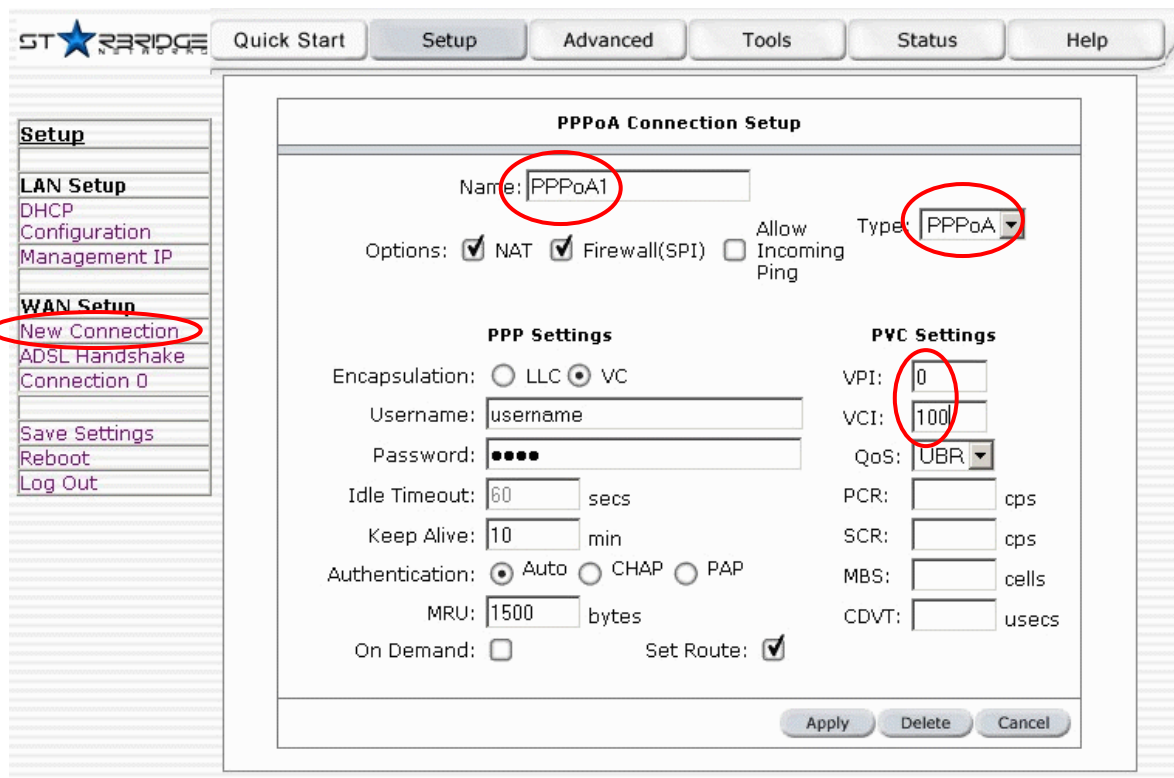 STARBRIDGE
NETWORKS
Quick Start
Setup
Advanced
Tools
Status
Help
Setup
LAN Setup
DHCP
Configuration
Management IP
WAN Setup
New Connection
ADSL Handshake
Connection 0
Save Settings
Reboot
Log Out
PPPoA Connection Setup
Name: PPPoA1
Type: PPPoA
Options: NAT Firewall(SPI) Allow
Incoming
Ping
PPP Settings
Encapsulation: LLC VC
Username: username
Password: ●●●●
Idle Timeout: 60 secs
Keep Alive: 10 min
Authentication: Auto CHAP PAP
MRU: 1500 bytes
On Demand: Set Route:
PVC Settings
VPI: 0
VCI: 100
QoS: UBR
PCR: cps
SCR: cps
MBS: cells
CDVT: usecs
Apply
Delete
Cancel